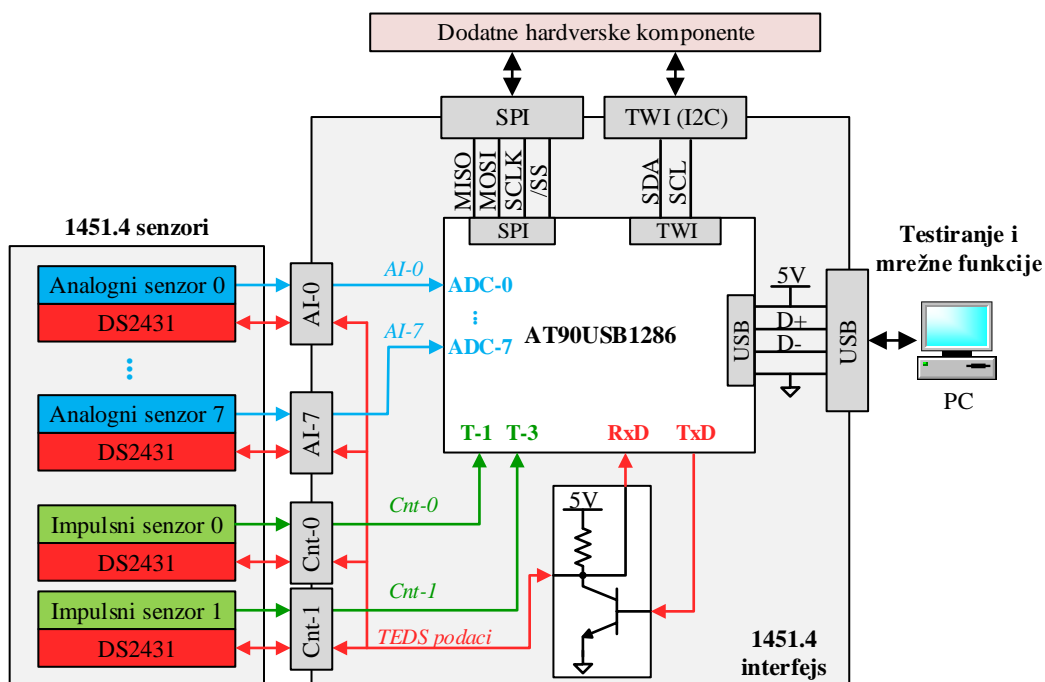 Dodatne hardverske komponente
SPI
TWI (I2C)
MISO
MOSI
SCLK
/SS
SDA
SCL
SPI
TWI
1451.4 senzori
Analogni senzor 0
DS2431
...
Analogni senzor 7
DS2431
Impulsni senzor 0
DS2431
Impulsni senzor 1
DS2431
AI-0
AI-7
Cnt-0
Cnt-1
AI-0
AI-7
Cnt-0
Cnt-1
TEDS podaci
ADC-0
...
ADC-7
AT90USB1286
T-1
T-3
RxD
TxD
5V
USB
5V
D+
D-
USB
Testiranje i
mrežne funkcije
PC
1451.4
interfejs